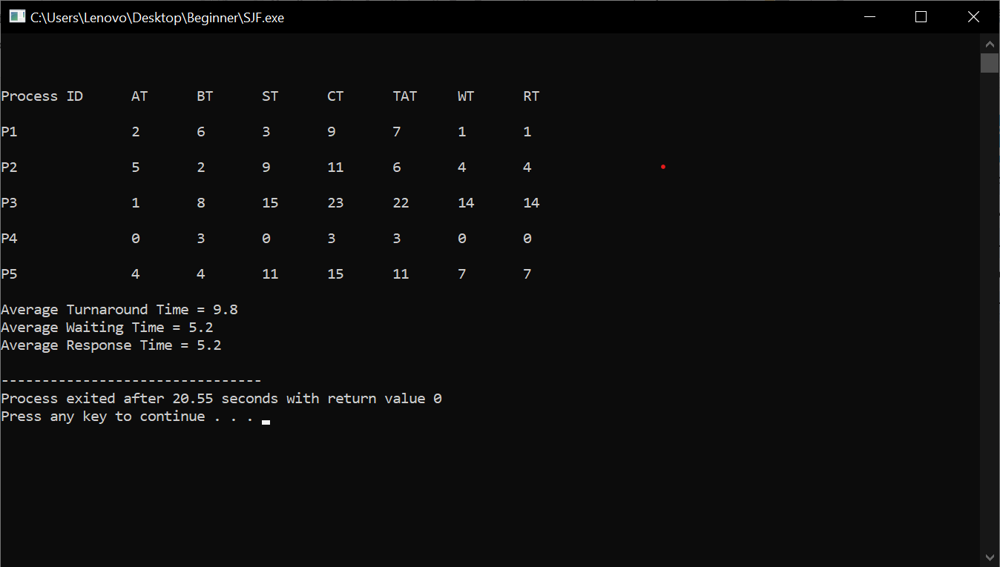 C:\Users\Lenovo\Desktop\Beginner\SJF.exe
Process ID AT BT ST CT TAT WT RT
P1 2 6 3 9 7 1 1
P2 5 2 9 11 6 4 4
P3 1 8 15 23 22 14 14
P4 0 3 0 3 3 0 0
P5 4 4 11 15 11 7 7
Average Turnaround Time = 9.8
Average Waiting Time = 5.2
Average Response Time = 5.2
--------------------------------
Process exited after 20.55 seconds with return value 0
Press any key to continue . . .